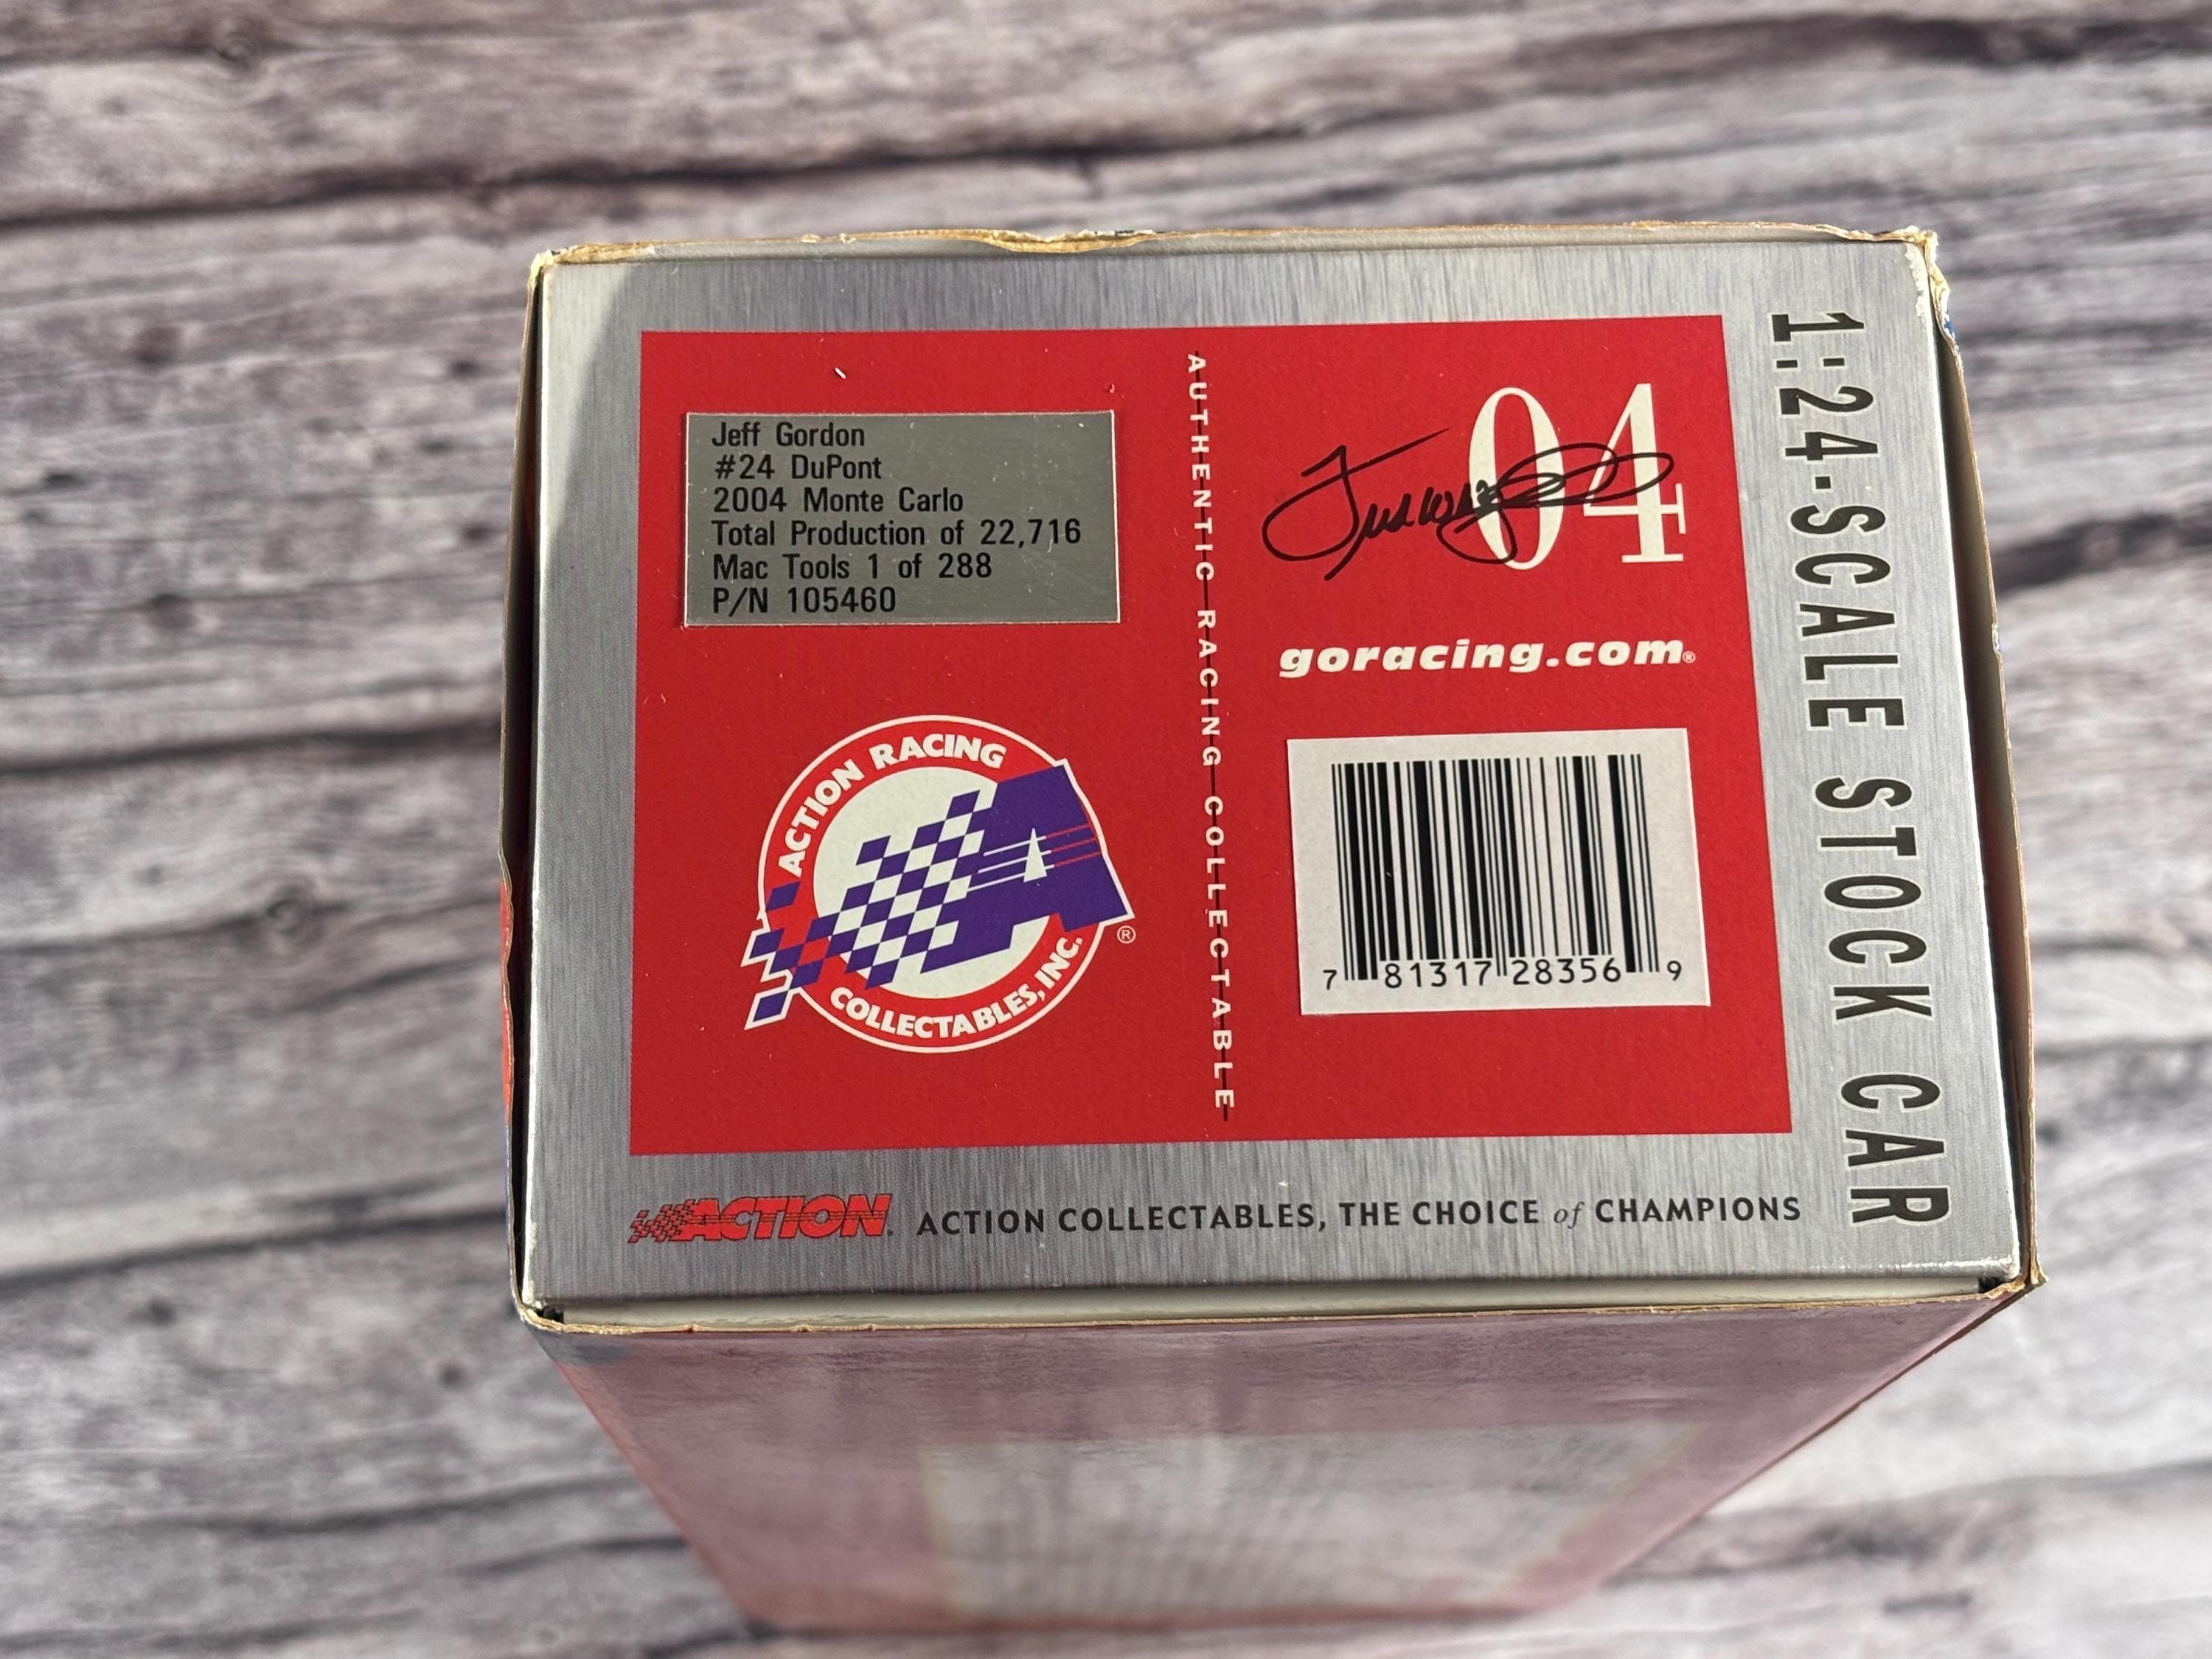 Jeff Gordon
#24 DuPont
2004 Monte Carlo
Total Production of 22,716
Mac Tools 1 of 288
P/N 105460
ACTION RACING
COLLECTABLES, INC.
®
AUTHENTIC RACING COLLECTABLE
04
goracing.com®
7 81317 28356 9
1:24-SCALE STOCK CAR
ACTION® ACTION COLLECTABLES, THE CHOICE of CHAMPIONS